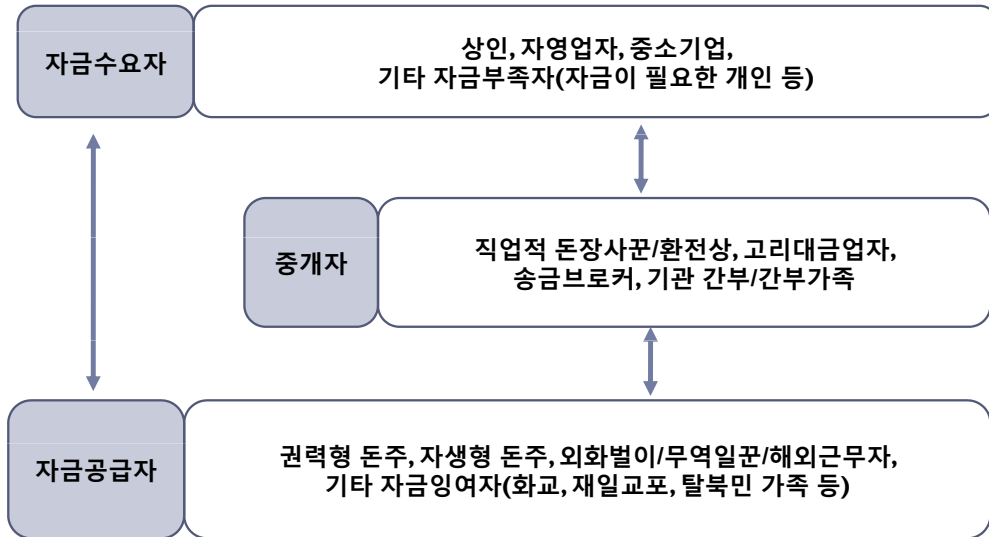 자금수요자
상인, 자영업자, 중소기업,
기타 자금부족자(자금이 필요한 개인 등)
중개자
직업적 돈장사꾼/환전상, 고리대금업자,
송금브로커, 기관 간부/간부가족
자금공급자
권력형 돈주, 자생형 돈주, 외화벌이/무역일꾼/해외근무자,
기타 자금잉여자(화교, 재일교포, 탈북민 가족 등)